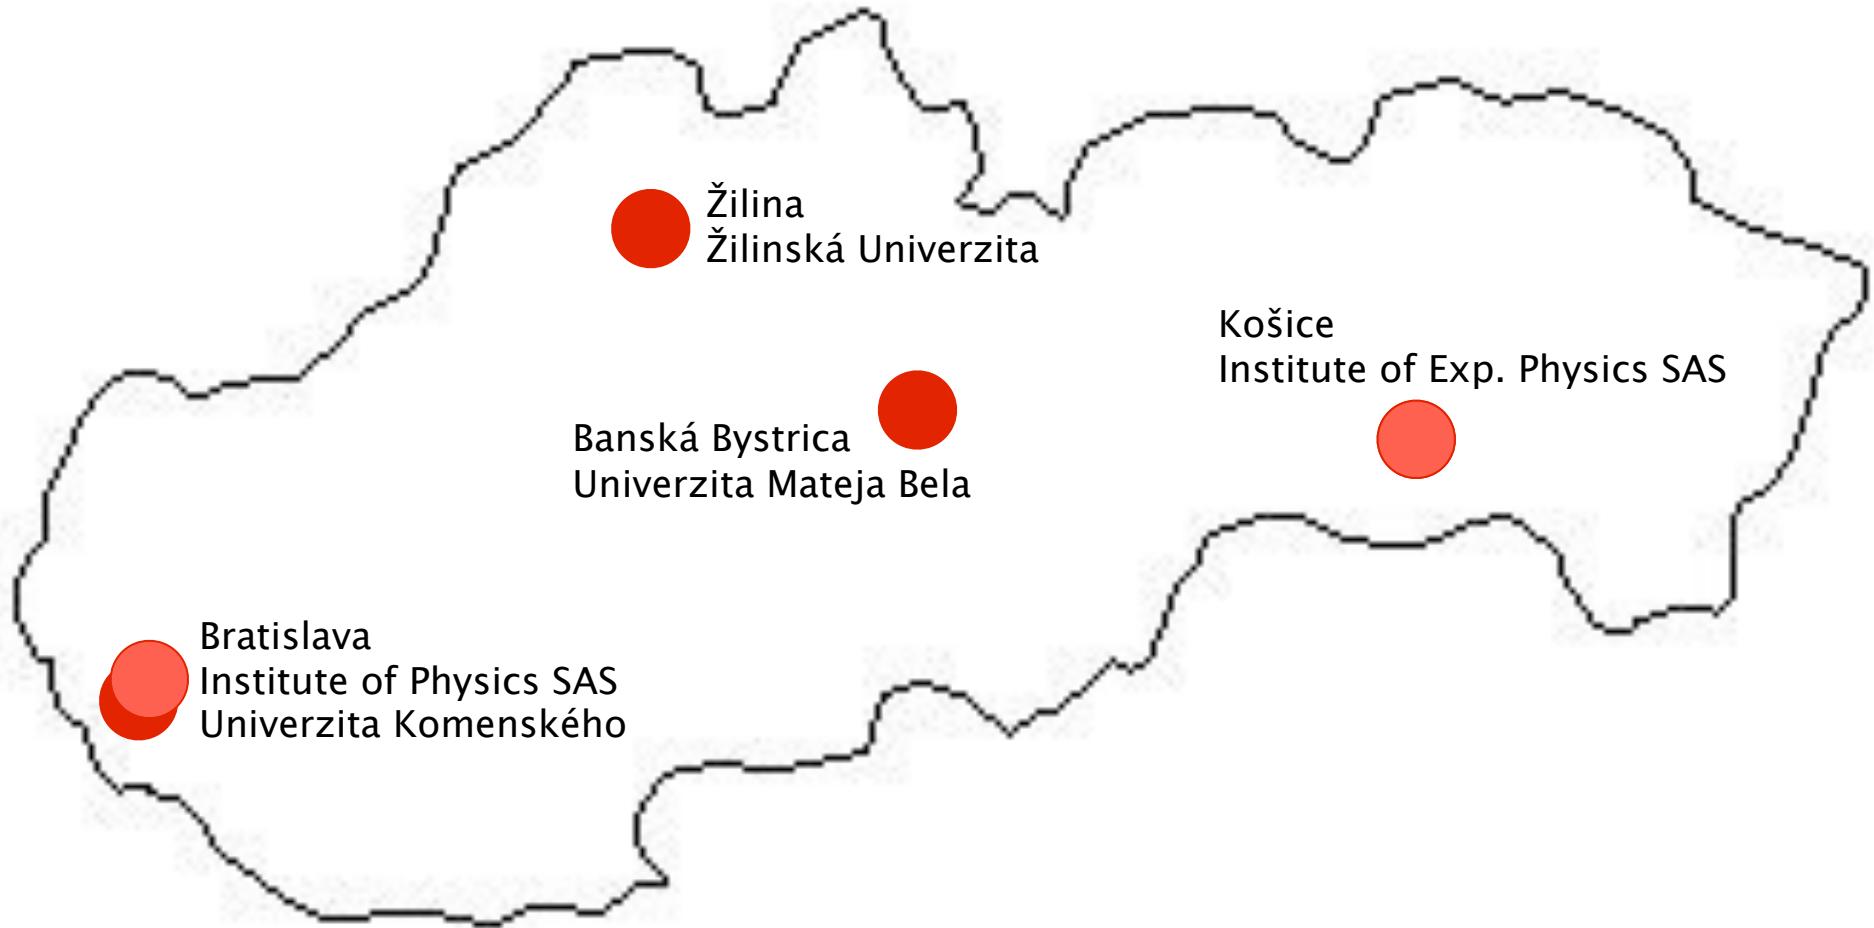 Žilina
Žilinská Univerzita
Košice
Institute of Exp. Physics SAS
Banská Bystrica
Univerzita Mateja Bela
Bratislava
Institute of Physics SAS
Univerzita Komenského